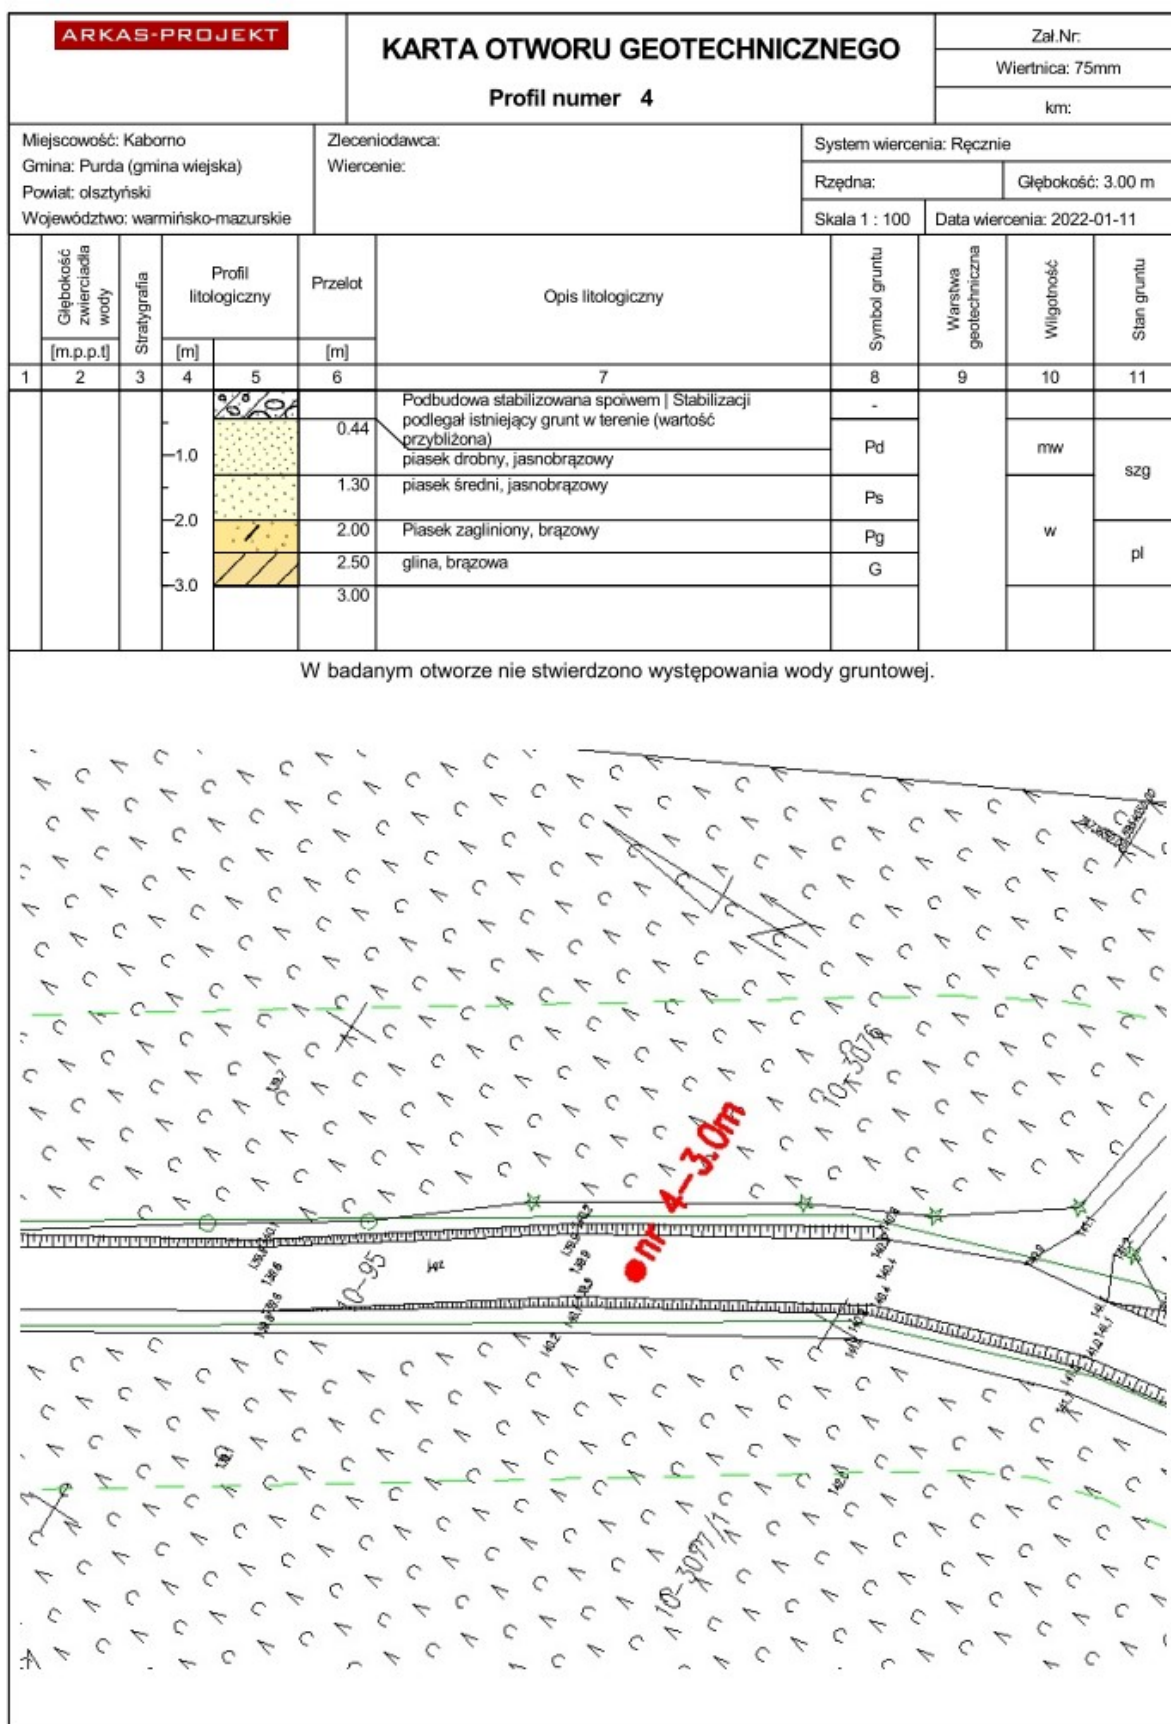 ARKAS-PROJEKT
KARTA OTWORU GEOTECHNICZNEGO
Profil numer 4
Zał.Nr:
Wiertnica: 75mm
km:
Miejscowość: Kaborno
Gmina: Purda (gmina wiejska)
Powiat: olsztyński
Województwo: warmińsko-mazurskie
Zleceniodawca:
Wiercenie:
System wiercenia: Ręcznie
Rzędna:
Głębokość: 3.00 m
Skala 1 : 100
Data wiercenia: 2022-01-11
Głębokość zwierciadła wody
[m.p.p.t]
Stratygrafia
Profil litologiczny
[m]
Przelot
[m]
Opis litologiczny
Symbol gruntu
Warstwa geotechniczna
Wilgotność
Stan gruntu
1 2 3 4 5 6 7 8 9 10 11
Podbudowa stabilizowana spoiwem | Stabilizacji
podlegał istniejący grunt w terenie (wartość
przybliżona)
-
0.44
piasek drobny, jasnobrązowy
Pd
mw
szg
1.0
1.30
piasek średni, jasnobrązowy
Ps
w
2.0
2.00
Piasek zagliniony, brązowy
Pg
pl
2.50
glina, brązowa
G
3.0
3.00
W badanym otworze nie stwierdzono występowania wody gruntowej.
10-3076
nr 4-3.0m
10-95
10-3077/1